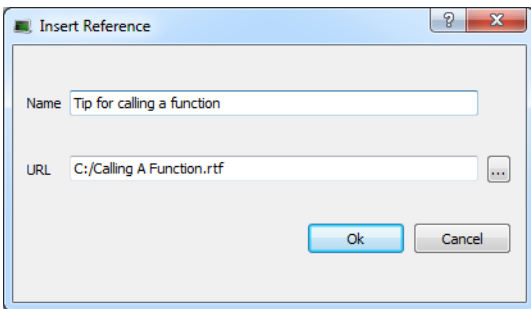 Insert Reference
Name Tip for calling a function
URL C:/Calling A Function.rtf ...
Ok Cancel